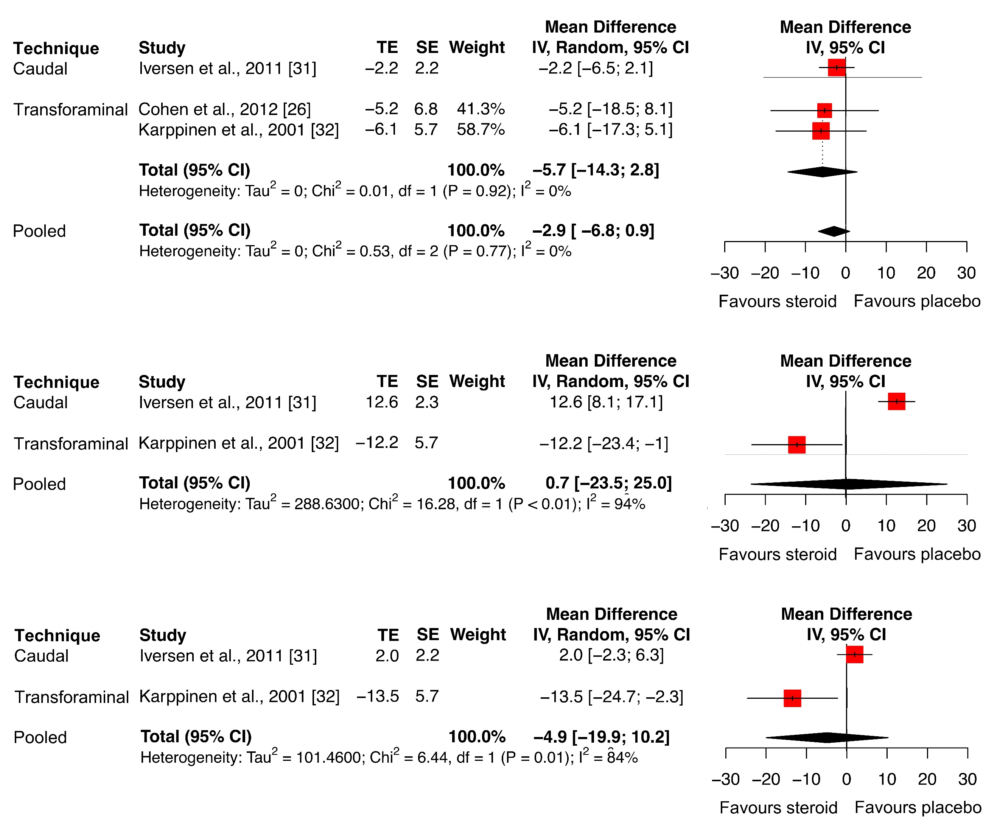 Mean Difference Mean Difference
Technique Study TE SE Weight IV, Random, 95% CI IV, 95% CI
Caudal Iversen et al., 2011 [31] −2.2 2.2 −2.2 [−6.5; 2.1]
Transforaminal Cohen et al., 2012 [26] −5.2 6.8 41.3% −5.2 [−18.5; 8.1]
Karppinen et al., 2001 [32] −6.1 5.7 58.7% −6.1 [−17.3; 5.1]
Total (95% CI) 100.0% −5.7 [−14.3; 2.8]
Heterogeneity: Tau² = 0; Chi² = 0.01, df = 1 (P = 0.92); I² = 0%
Pooled Total (95% CI) 100.0% −2.9 [ −6.8; 0.9]
Heterogeneity: Tau² = 0; Chi² = 0.53, df = 2 (P = 0.77); I² = 0%
−30 −20 −10 0 10 20 30
Favours steroid Favours placebo
Mean Difference Mean Difference
Technique Study TE SE Weight IV, Random, 95% CI IV, 95% CI
Caudal Iversen et al., 2011 [31] 12.6 2.3 12.6 [8.1; 17.1]
Transforaminal Karppinen et al., 2001 [32] −12.2 5.7 −12.2 [−23.4; −1]
Pooled Total (95% CI) 100.0% 0.7 [−23.5; 25.0]
Heterogeneity: Tau² = 288.6300; Chi² = 16.28, df = 1 (P < 0.01); I² = 94%
−30 −20 −10 0 10 20 30
Favours steroid Favours placebo
Mean Difference Mean Difference
Technique Study TE SE Weight IV, Random, 95% CI IV, 95% CI
Caudal Iversen et al., 2011 [31] 2.0 2.2 2.0 [−2.3; 6.3]
Transforaminal Karppinen et al., 2001 [32] −13.5 5.7 −13.5 [−24.7; −2.3]
Pooled Total (95% CI) 100.0% −4.9 [−19.9; 10.2]
Heterogeneity: Tau² = 101.4600; Chi² = 6.44, df = 1 (P = 0.01); I² = 84%
−30 −20 −10 0 10 20 30
Favours steroid Favours placebo